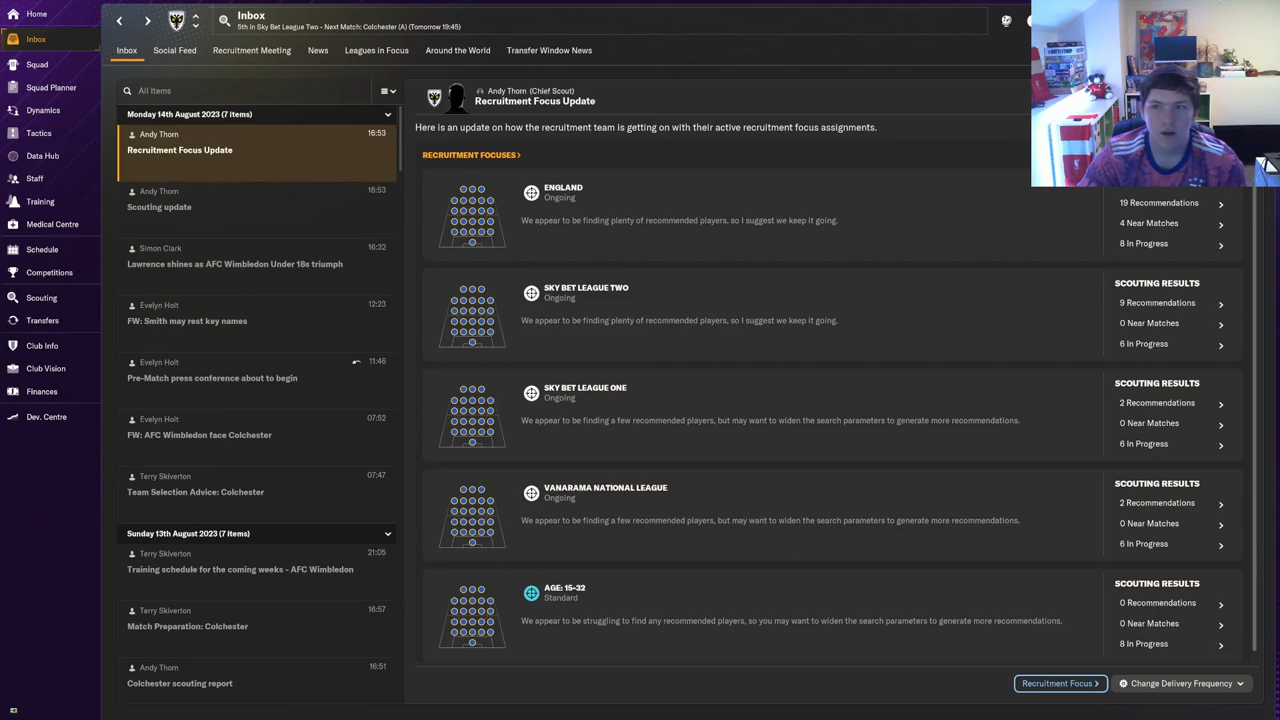 Home
Inbox
Squad
Squad Planner
Dynamics
Tactics
Data Hub
Staff
Training
Medical Centre
Schedule
Competitions
Scouting
Transfers
Club Info
Club Vision
Finances
Dev. Centre
Inbox
5th in Sky Bet League Two - Next Match: Colchester (A) (Tomorrow 19:45)
Inbox Social Feed Recruitment Meeting News Leagues in Focus Around the World Transfer Window News
All Items
Monday 14th August 2023 (7 items)
Andy Thorn 16:53
Recruitment Focus Update
Andy Thorn 16:53
Scouting update
Simon Clark 16:32
Lawrence shines as AFC Wimbledon Under 18s triumph
Evelyn Holt 12:23
FW: Smith may rest key names
Evelyn Holt 11:46
Pre-Match press conference about to begin
Evelyn Holt 07:52
FW: AFC Wimbledon face Colchester
Terry Skiverton 07:47
Team Selection Advice: Colchester
Sunday 13th August 2023 (7 items)
Terry Skiverton 21:05
Training schedule for the coming weeks - AFC Wimbledon
Terry Skiverton 16:57
Match Preparation: Colchester
Andy Thorn 16:51
Colchester scouting report
Andy Thorn (Chief Scout)
Recruitment Focus Update
Here is an update on how the recruitment team is getting on with their active recruitment focus assignments.
RECRUITMENT FOCUSES>
ENGLAND
Ongoing
We appear to be finding plenty of recommended players, so I suggest we keep it going.
19 Recommendations
4 Near Matches
8 In Progress
SKY BET LEAGUE TWO
Ongoing
We appear to be finding plenty of recommended players, so I suggest we keep it going.
SCOUTING RESULTS
9 Recommendations
0 Near Matches
6 In Progress
SKY BET LEAGUE ONE
Ongoing
We appear to be finding a few recommended players, but may want to widen the search parameters to generate more recommendations.
SCOUTING RESULTS
2 Recommendations
0 Near Matches
6 In Progress
VANARAMA NATIONAL LEAGUE
Ongoing
We appear to be finding a few recommended players, but may want to widen the search parameters to generate more recommendations.
SCOUTING RESULTS
2 Recommendations
0 Near Matches
6 In Progress
AGE: 15-32
Standard
We appear to be struggling to find any recommended players, so you may want to widen the search parameters to generate more recommendations.
SCOUTING RESULTS
0 Recommendations
0 Near Matches
8 In Progress
Recruitment Focus >
Change Delivery Frequency